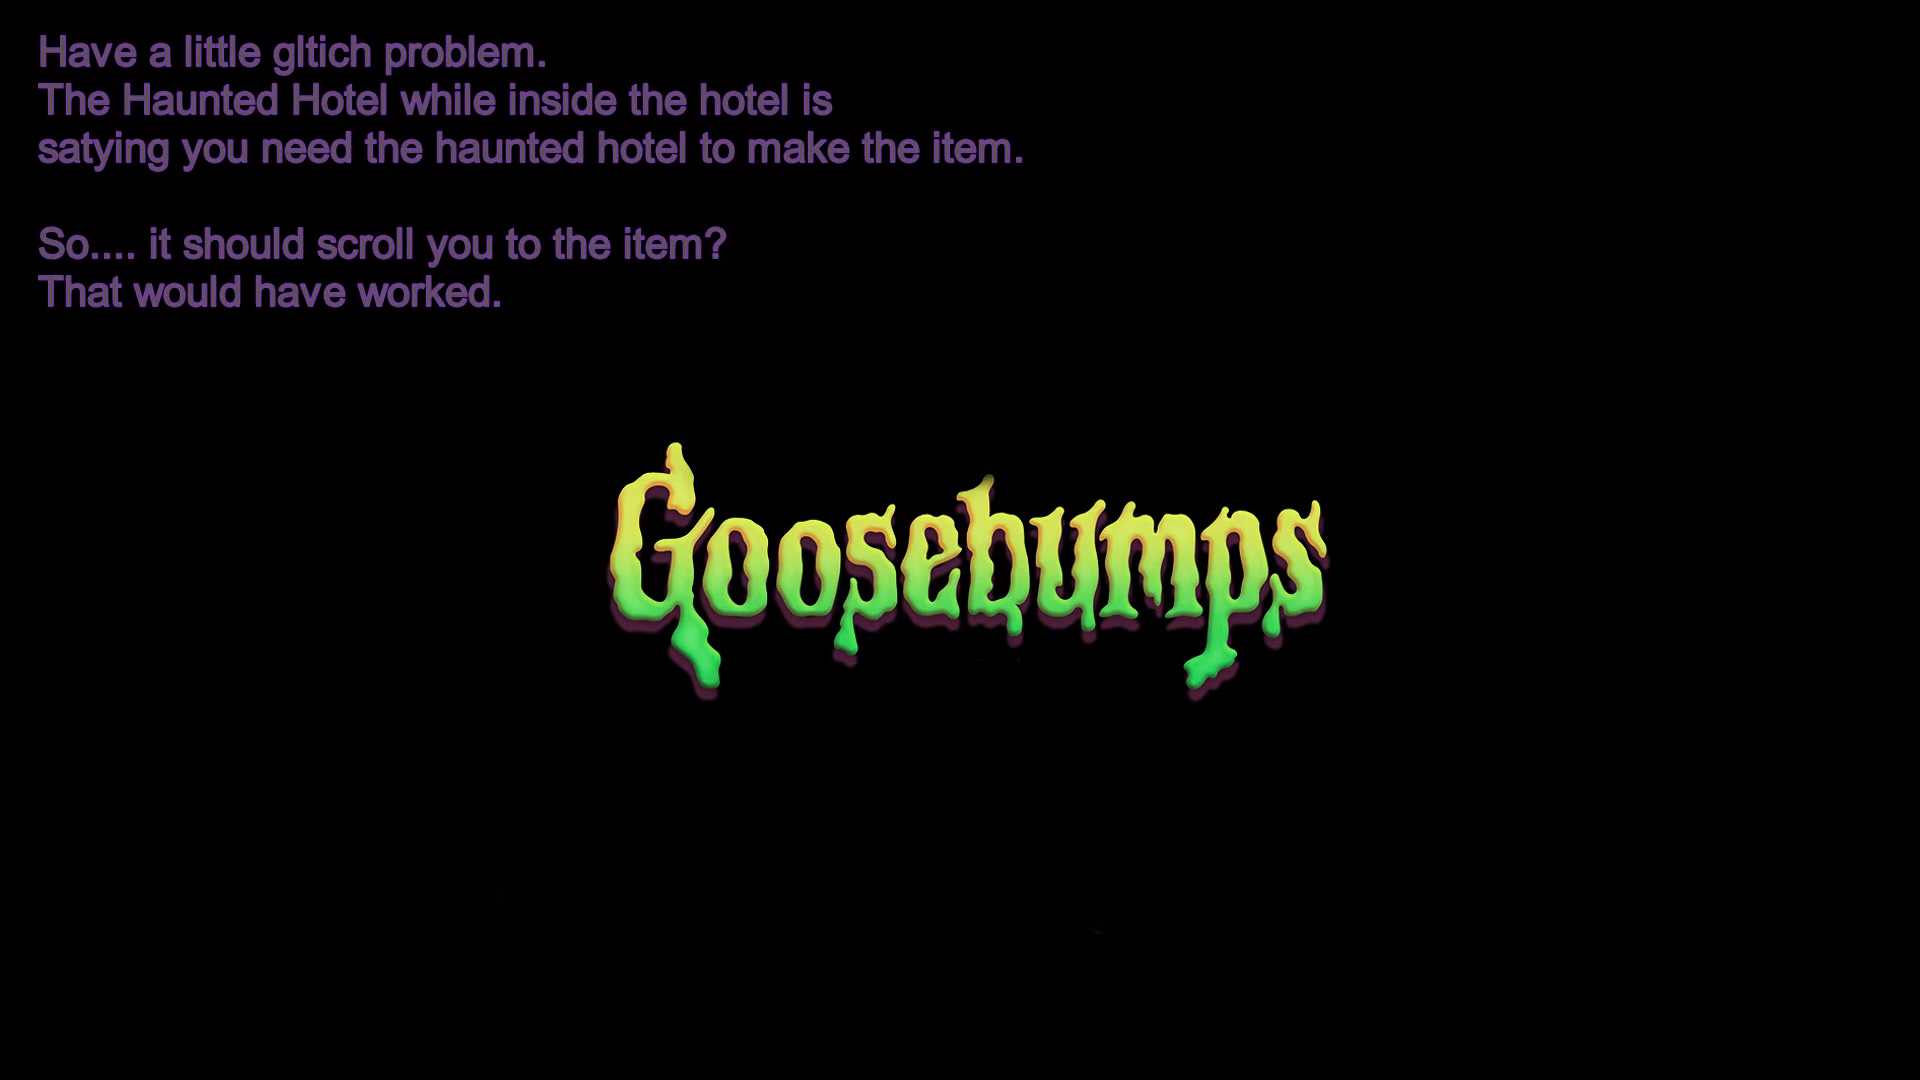 Have a little gltich problem.
The Haunted Hotel while inside the hotel is
satying you need the haunted hotel to make the item.
So.... it should scroll you to the item?
That would have worked.
Goosebumps